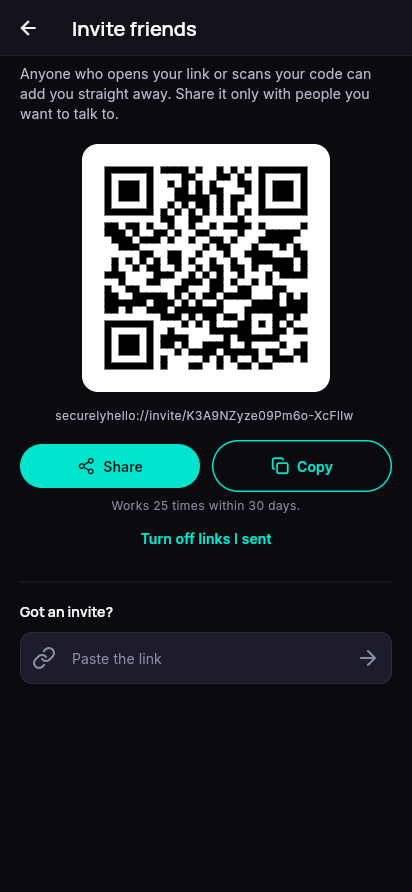 Invite friends
Anyone who opens your link or scans your code can
add you straight away. Share it only with people you
want to talk to.
securelyhello://invite/K3A9NZyze09Pm6o-XcFlIw
Share
Copy
Works 25 times within 30 days.
Turn off links I sent
Got an invite?
Paste the link